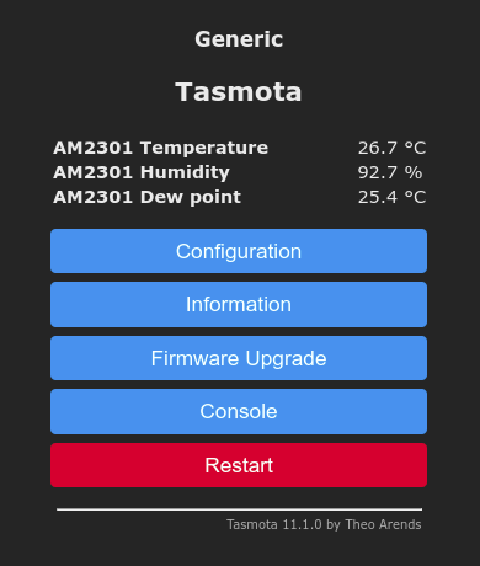 Generic
Tasmota
AM2301 Temperature 26.7 °C
AM2301 Humidity 92.7 %
AM2301 Dew point 25.4 °C
Configuration
Information
Firmware Upgrade
Console
Restart
Tasmota 11.1.0 by Theo Arends